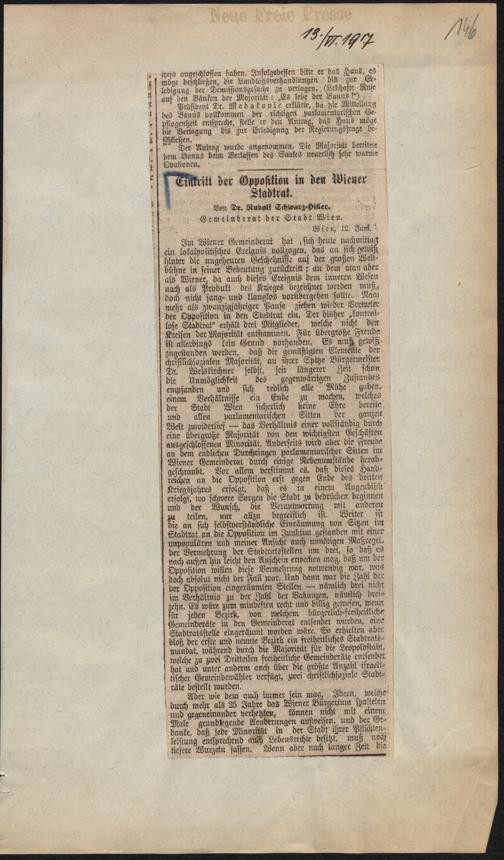 Neue Freie Presse
13./VI. 1917
146
greß angeschlossen haben. Infolgedessen bitte er das Haus, es
möge beschließen, die Landtagsverhandlungen bis zur Er-
ledigung der Demissionsgesuche zu vertagen. (Lebhafte Rufe
auf den Bänken der Majorität: „Es lebe der Banus!“)
Präsident Dr. Medakovic erklärte, da die Mitteilung
des Banus vollkommen der richtigen parlamentarischen Ge-
pflogenheit entspreche, stelle er den Antrag, das Haus möge
die Vertagung bis zur Erledigung der Regierungsfrage be-
schließen.
Der Antrag wurde angenommen. Die Majorität bereitete
dem Banus beim Verlassen des Saales neuerlich sehr warme
Ovationen.
Eintritt der Opposition in den Wiener
Stadtrat.
Von Dr. Rudolf Schwarz-Hiller.
Gemeinderat der Stadt Wien.
Wien, 12. Juni.
Im Wiener Gemeinderat hat sich heute nachmittag
ein lokalpolitisches Ereignis vollzogen, das an sich gewiß
hinter die ungeheuren Geschehnisse auf der großen Welt-
bühne in seiner Bedeutung zurücktritt; an dem man aber
als Wiener, da auch dieses Ereignis dem inneren Wesen
nach als Produkt des Krieges bezeichnet werden muß,
doch nicht sang- und klanglos vorübergehen sollte. Nach
mehr als zwanzigjähriger Pause ziehen wieder Vertreter
der Opposition in den Stadtrat ein. Der bisher „kontrol-
lose Stadtrat“ erhält drei Mitglieder, welche nicht den
Kreisen der Majorität entstammen. Für übergroße Freude
ist allerdings kein Grund vorhanden. Es muß gewiß
zugestanden werden, daß die gemäßigten Elemente der
christlichsozialen Majorität, an ihrer Spitze Bürgermeister
Dr. Weiskirchner selbst, seit längerer Zeit schon
die Unmöglichkeit des gegenwärtigen Zustandes
empfanden und sich redlich alle Mühe geben,
einem Verhältnisse ein Ende zu machen, welches
der Stadt Wien sicherlich keine Ehre bereite
und allen parlamentarischen Sitten der ganzen
Welt zuwiderlief — das Verhältnis einer vollständig durch
eine übergroße Majorität von den wichtigsten Geschäften
ausgeschlossenen Minorität. Anderseits wird aber die Freude
an dem endlichen Durchdringen parlamentarischer Sitten im
Wiener Gemeinderat durch einige Nebenumstände herab-
geschraubt. Vor allem verstimmt es, daß dieses Hand-
reichen an die Opposition erst gegen Ende des dritten
Kriegsjahres erfolgt, daß es in einem Augenblick
erfolgt, wo schwere Sorgen die Stadt zu bedrücken beginnen
und der Wunsch, die Verantwortung mit anderen
zu teilen, nur allzu begreiflich ist. Weiter ist
die an sich selbstverständliche Einräumung von Sitzen im
Stadtrat an die Opposition im Junktim gestanden mit einer
unpopulären und meiner Ansicht auch unnötigen Maßregel,
der Vermehrung der Stadtratsstellen um drei, so daß es
nach außen hin leicht den Anschein erwecken mag, daß um der
Opposition willen diese Vermehrung notwendig war, was
doch absolut nicht der Fall war. Und dann war die Zahl der
der Opposition eingeräumten Stellen — nämlich drei nicht
im Verhältnis zu der Zahl der Vakanzen, nämlich drei-
zehn. Es wäre zum mindesten recht und billig gewesen, wenn
für jeden Bezirk, von welchem bürgerlich-freiheitliche
Gemeinderäte in den Gemeinderat entsendet wurden, eine
Stadtratsstelle eingeräumt worden wäre. So erhielten aber
bloß der erste und neunte Bezirk ein freiheitliches Stadtrats-
mandat, während durch die Majorität für die Leopoldstadt,
welche zu zwei Dritteilen freiheitliche Gemeinderäte entsendet
hat und unter anderm auch über die größte Anzahl israeli-
tischer Gemeindewähler verfügt, zwei christlichsoziale Stadt-
räte bestellt wurden.
Aber wie dem auch immer sein mag, Ideen, welche
durch mehr als 25 Jahre das Wiener Bürgertum spalteten
und gegeneinander verhetzten, können nicht mit einem
Male grundlegende Aenderungen aufweisen, und der Ge-
danke, daß jede Minorität in der Stadt ihrer Pflichten-
leistung entsprechend auch Lebensrechte besitzt, muß noch
tiefere Wurzeln fassen. Wenn aber nach langer Zeit die